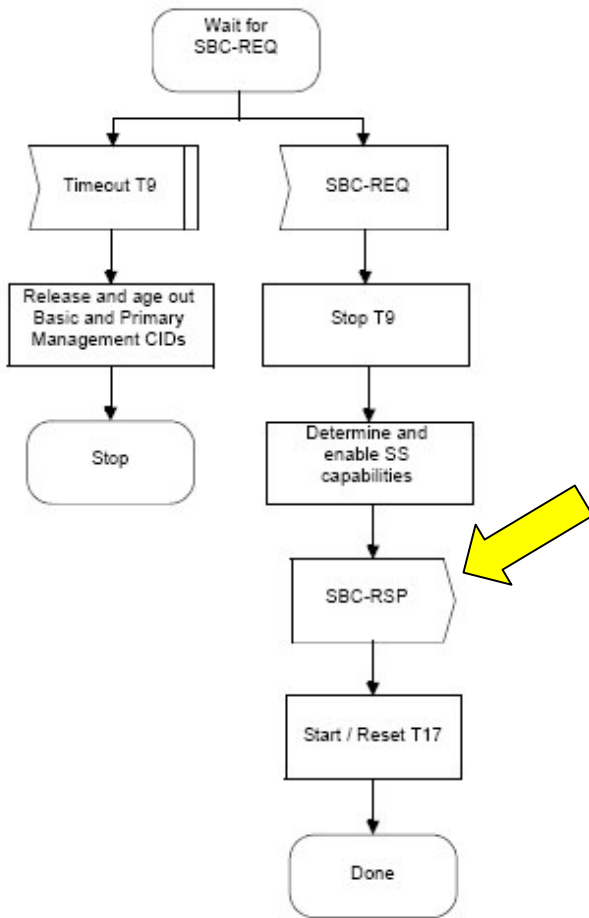 Wait for
SBC-REQ
Timeout T9
SBC-REQ
Release and age out
Basic and Primary
Management CIDs
Stop T9
Stop
Determine and
enable SS
capabilities
SBC-RSP
Start / Reset T17
Done